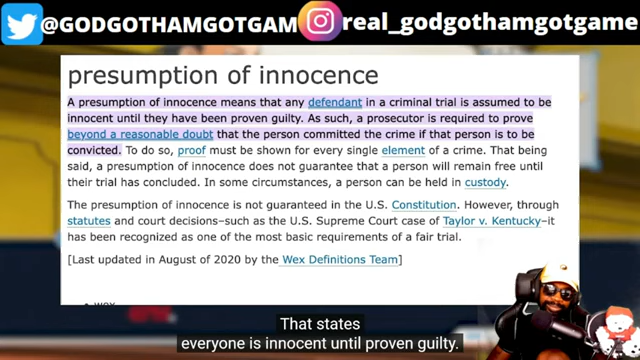 @GODGOTHAMGOTGAM real_godgothamgotgame
presumption of innocence
A presumption of innocence means that any defendant in a criminal trial is assumed to be
innocent until they have been proven guilty. As such, a prosecutor is required to prove
beyond a reasonable doubt that the person committed the crime if that person is to be
convicted. To do so, proof must be shown for every single element of a crime. That being
said, a presumption of innocence does not guarantee that a person will remain free until
their trial has concluded. In some circumstances, a person can be held in custody.
The presumption of innocence is not guaranteed in the U.S. Constitution. However, through
statutes and court decisions–such as the U.S. Supreme Court case of Taylor v. Kentucky–it
has been recognized as one of the most basic requirements of a fair trial.
[Last updated in August of 2020 by the Wex Definitions Team]
wex
That states
everyone is innocent until proven guilty.